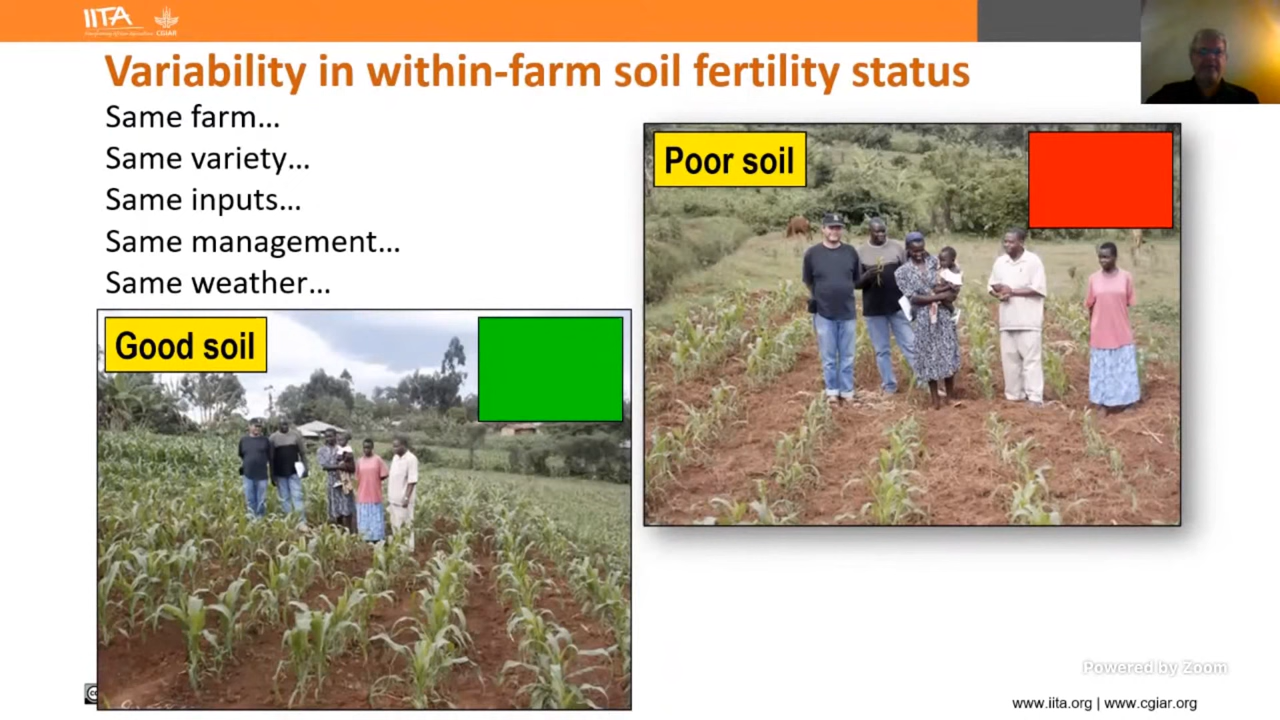 IITA
CGIAR
Variability in within-farm soil fertility status
Same farm...
Same variety...
Same inputs...
Same management...
Same weather...
Poor soil
Good soil
Powered by Zoom
www.iita.org | www.cgiar.org